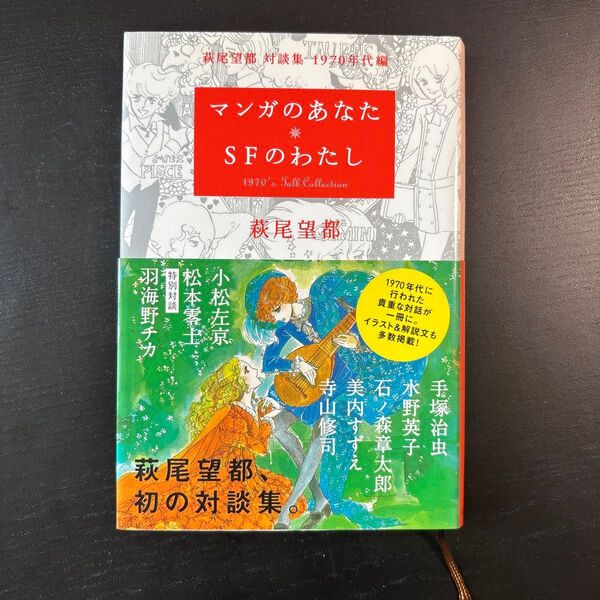 萩尾望都 対談集 1970年代編
TAURUS
マンガのあなた
SFのわたし
1970's Talk Collection
PISCE
GEMINI
萩尾望都
1970年代に
行われた
貴重な対話が
一冊に。
イラスト&解説文も
多数掲載!
手塚治虫
水野英子
石ノ森章太郎
美内すずえ
寺山修司
小松左京
松本零士
特別対談
羽海野チカ
萩尾望都、
初の対談集。